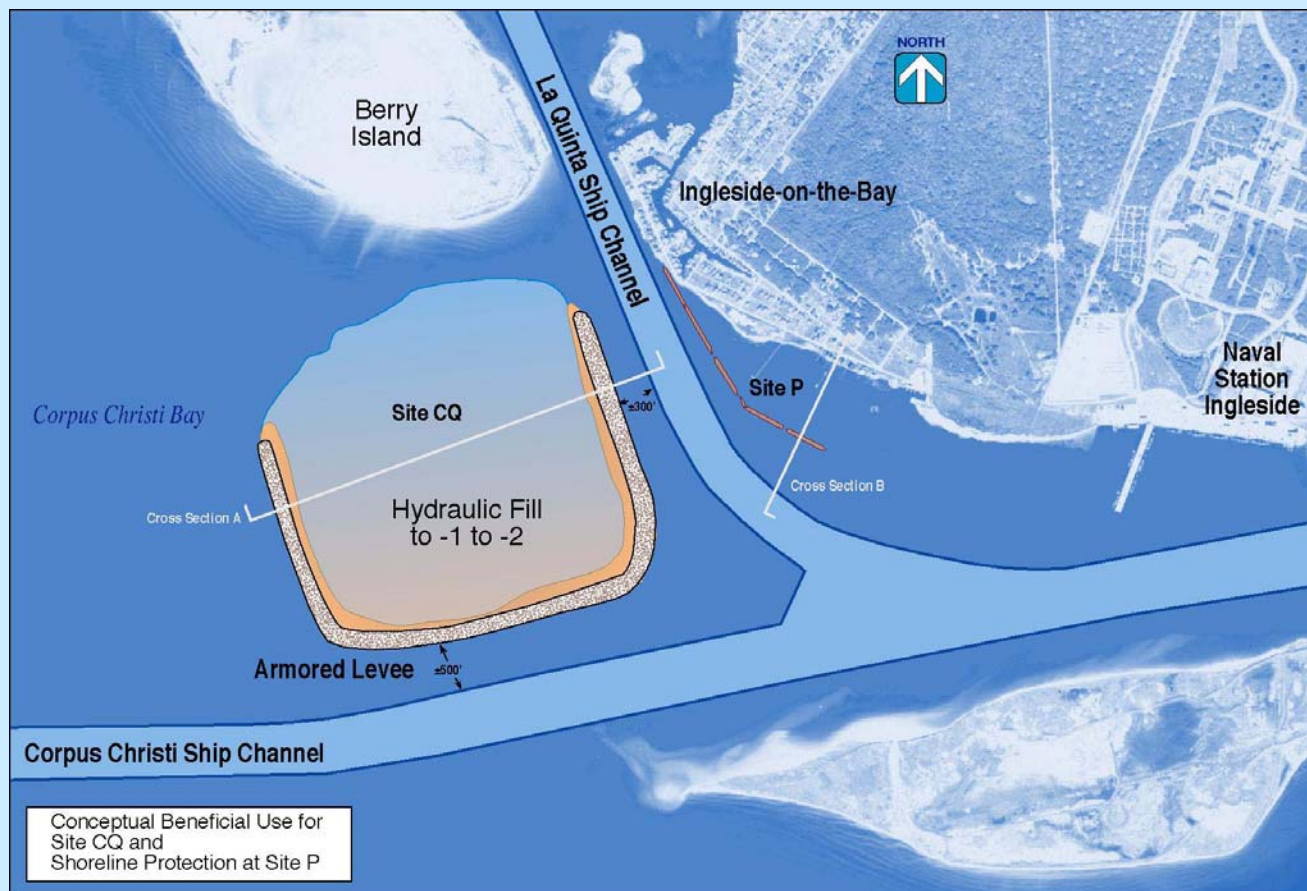 NORTH
Berry
Island
La Quinta Ship Channel
Ingleside-on-the-Bay
Naval
Station
Ingleside
Site P
Corpus Christi Bay
Site CQ
±300'
Cross Section A
Cross Section B
Hydraulic Fill
to -1 to -2
Armored Levee
±500'
Corpus Christi Ship Channel
Conceptual Beneficial Use for
Site CQ and
Shoreline Protection at Site P